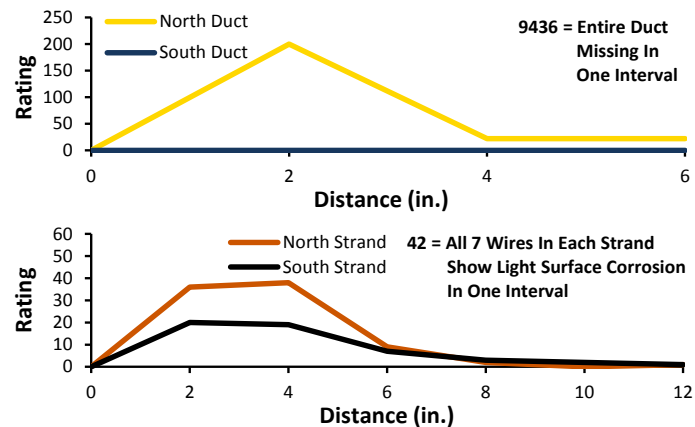 250
200
150
100
50
0
Rating
North Duct
South Duct
9436 = Entire Duct
Missing In
One Interval
0 2 4 6
Distance (in.)
60
50
40
30
20
10
0
Rating
North Strand
South Strand
42 = All 7 Wires In Each Strand
Show Light Surface Corrosion
In One Interval
0 2 4 6 8 10 12
Distance (in.)